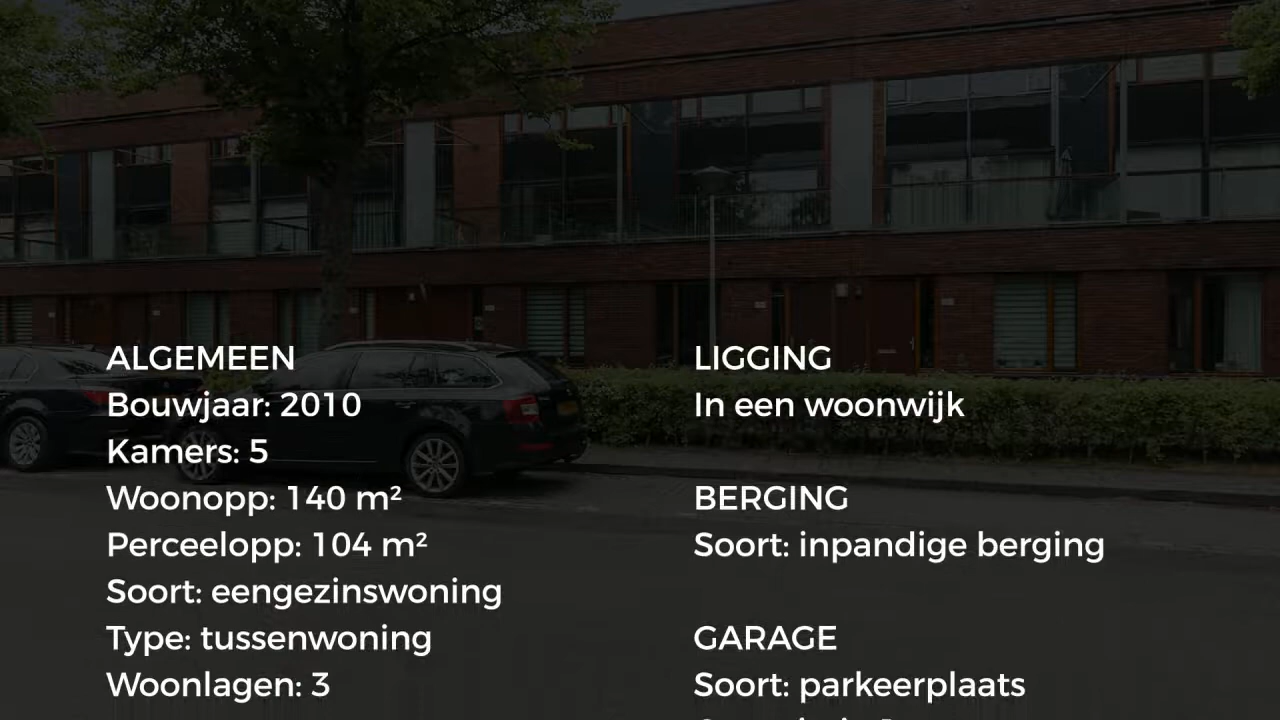 ALGEMEEN
Bouwjaar: 2010
Kamers: 5
Woonopp: 140 m²
Perceelopp: 104 m²
Soort: eengezinswoning
Type: tussenwoning
Woonlagen: 3
LIGGING
In een woonwijk
BERGING
Soort: inpandige berging
GARAGE
Soort: parkeerplaats